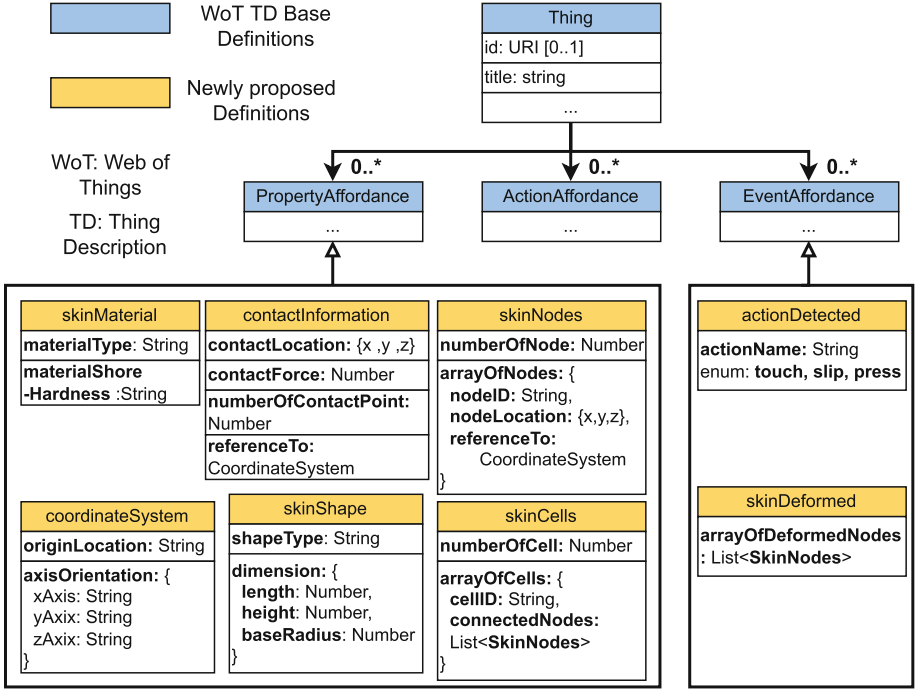 WoT TD Base
Definitions
Newly proposed
Definitions
WoT: Web of
Things
TD: Thing
Description
Thing
id: URI [0..1]
title: string
...
0..*
0..*
0..*
PropertyAffordance
...
ActionAffordance
...
EventAffordance
...
skinMaterial
materialType: String
materialShore
-Hardness :String
contactInformation
contactLocation: {x ,y ,z}
contactForce: Number
numberOfContactPoint:
Number
referenceTo:
CoordinateSystem
skinNodes
numberOfNode: Number
arrayOfNodes: {
nodeID: String,
nodeLocation: {x,y,z},
referenceTo:
CoordinateSystem
}
actionDetected
actionName: String
enum: touch, slip, press
coordinateSystem
originLocation: String
axisOrientation: {
xAxis: String
yAxix: String
zAxix: String
}
skinShape
shapeType: String
dimension: {
length: Number,
height: Number,
baseRadius: Number
}
skinCells
numberOfCell: Number
arrayOfCells: {
cellID: String,
connectedNodes:
List<SkinNodes>
}
skinDeformed
arrayOfDeformedNodes
: List<SkinNodes>